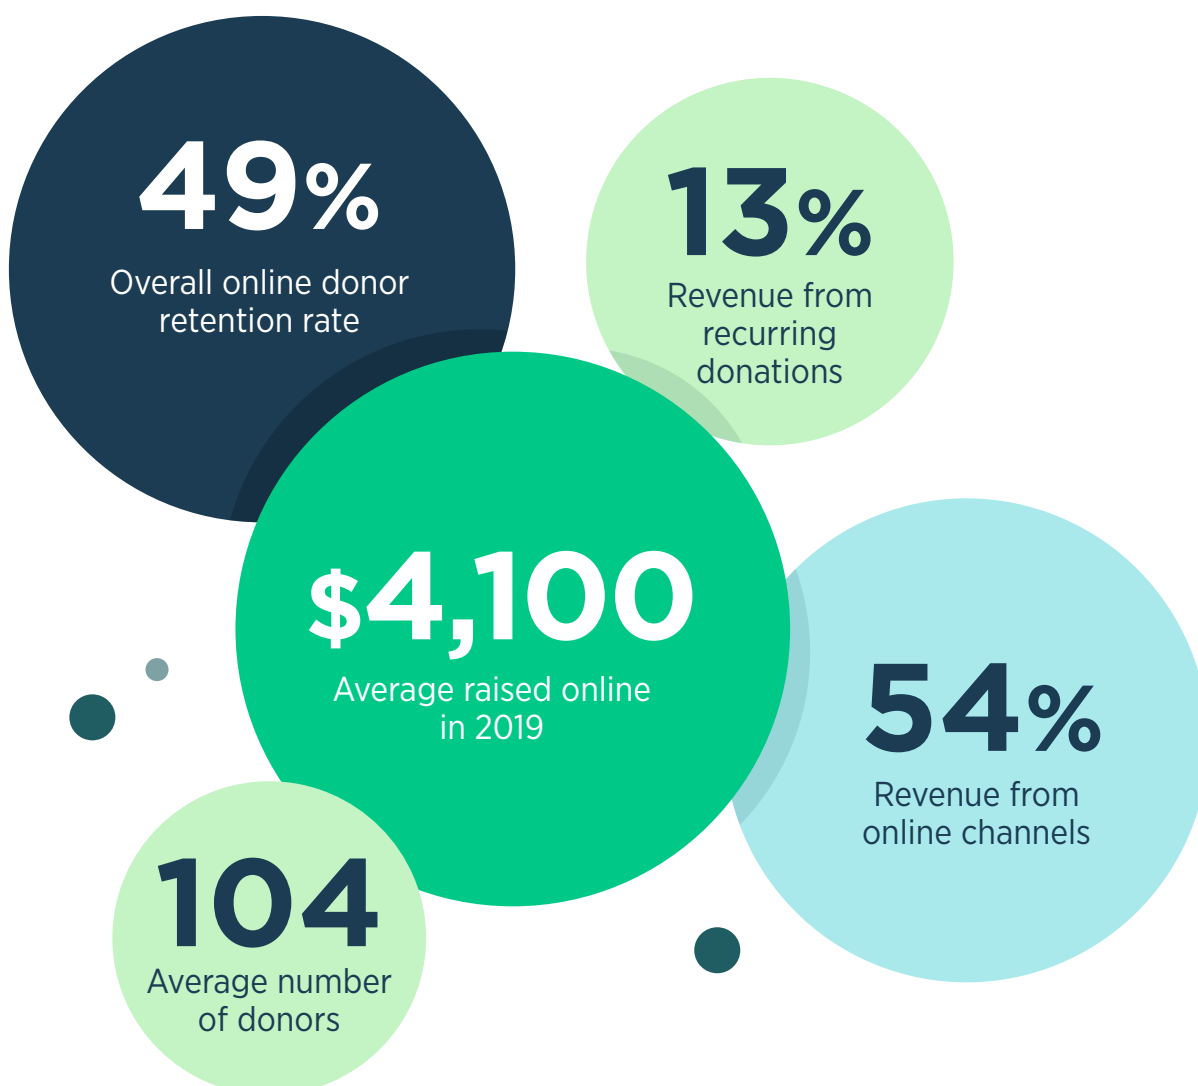 49%
Overall online donor
retention rate
13%
Revenue from
recurring
donations
$4,100
Average raised online
in 2019
54%
Revenue from
online channels
104
Average number
of donors